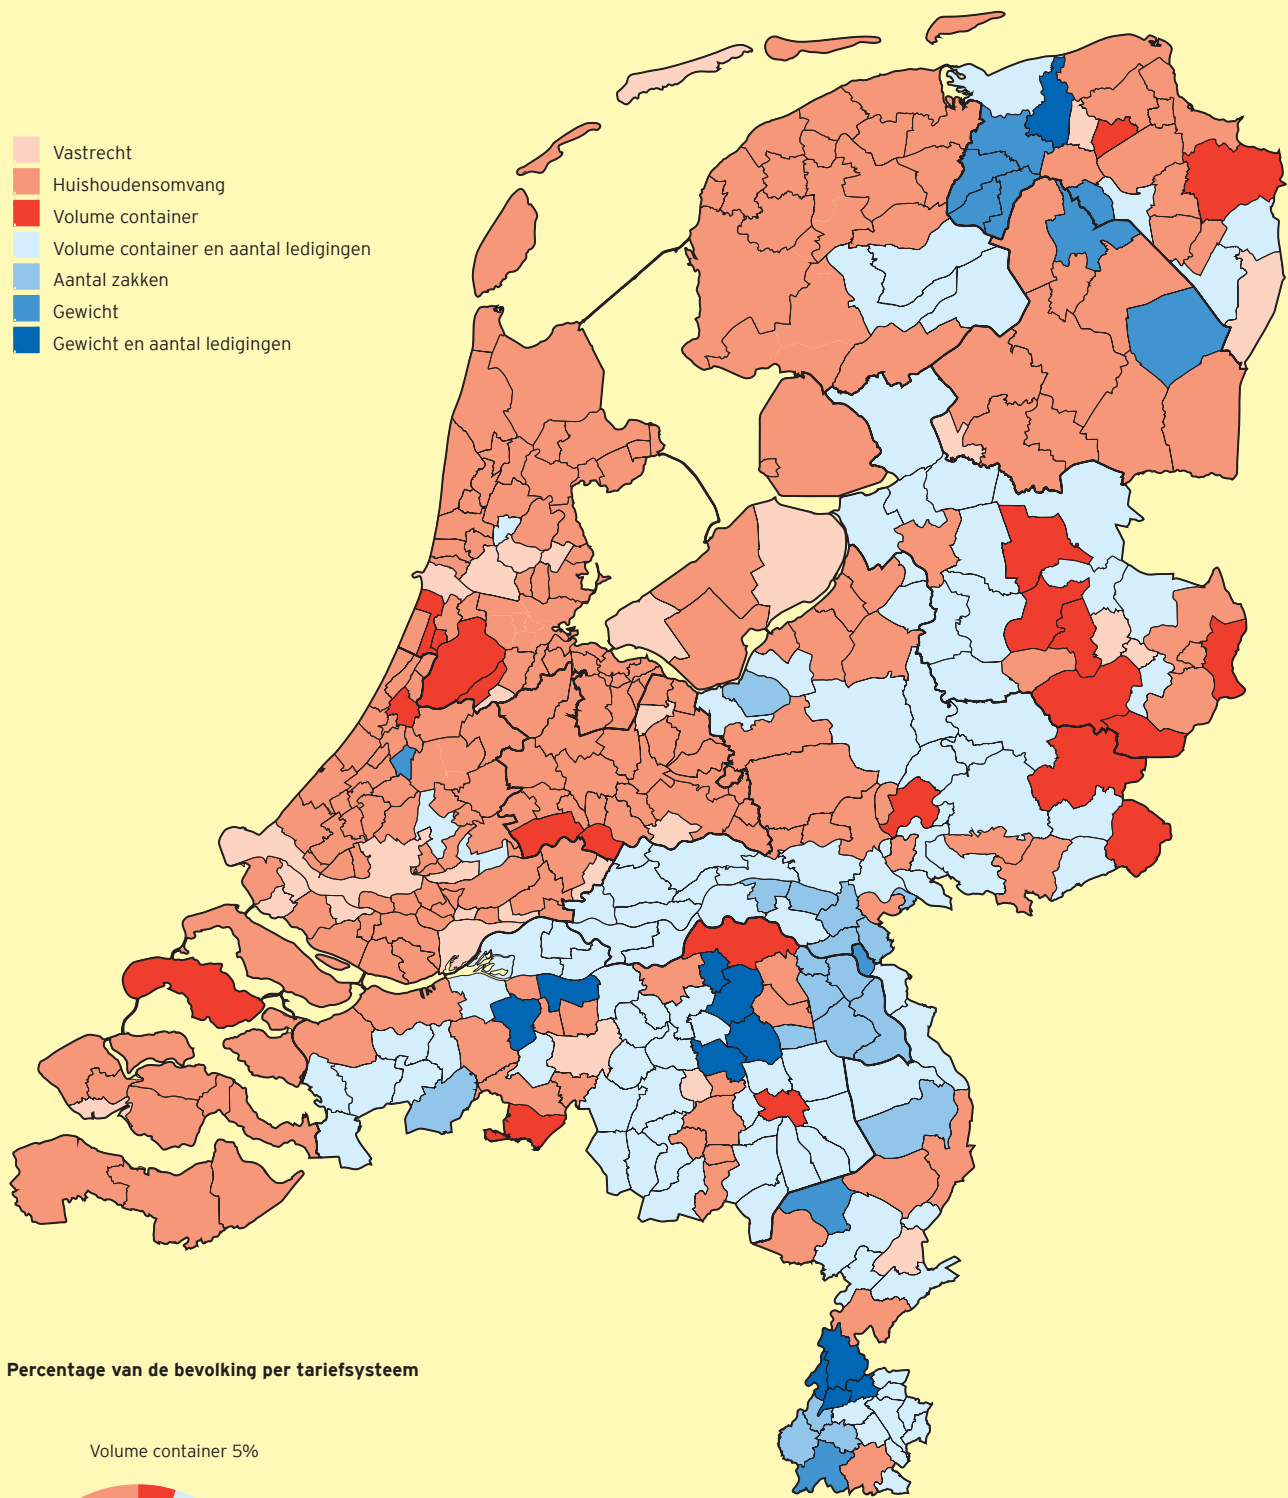 Vastrecht
Huishoudensomvang
Volume container
Volume container en aantal ledigingen
Aantal zakken
Gewicht
Gewicht en aantal ledigingen
Percentage van de bevolking per tariefsysteem
Volume container 5%